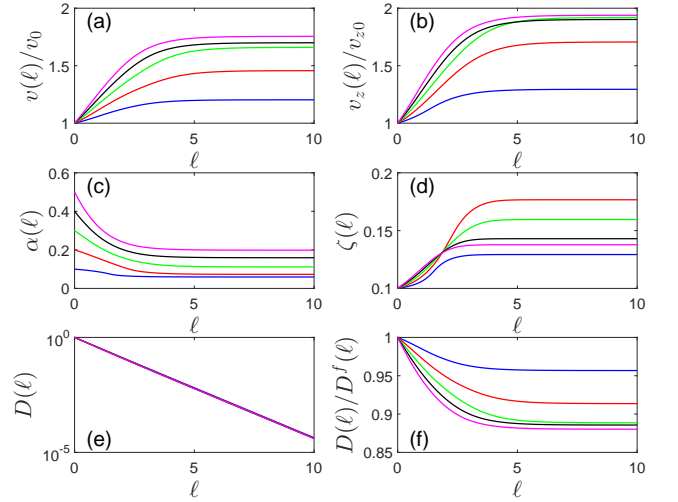 (a)
v(ℓ)/v₀
2
1.5
1
0 5 10
ℓ
(b)
v_z(ℓ)/v_{z0}
2
1.5
1
0 5 10
ℓ
(c)
α(ℓ)
0.6
0.4
0.2
0
0 5 10
ℓ
(d)
ζ(ℓ)
0.2
0.15
0.1
0 5 10
ℓ
(e)
D(ℓ)
10⁰
10⁻⁵
0 5 10
ℓ
(f)
D(ℓ)/D^f(ℓ)
1
0.95
0.9
0.85
0 5 10
ℓ